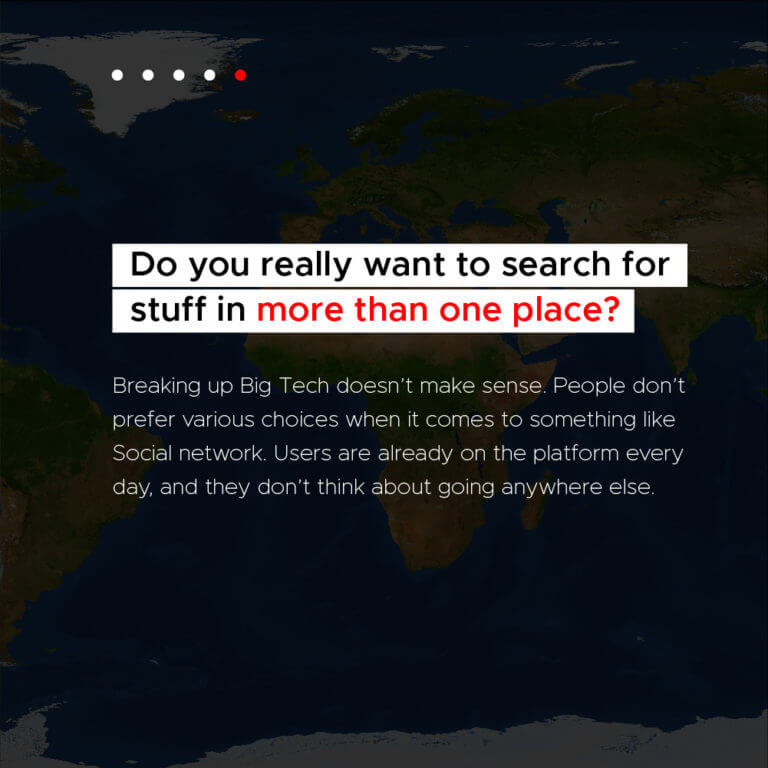 Do you really want to search for
stuff in more than one place?
Breaking up Big Tech doesn't make sense. People don't
prefer various choices when it comes to something like
Social network. Users are already on the platform every
day, and they don't think about going anywhere else.